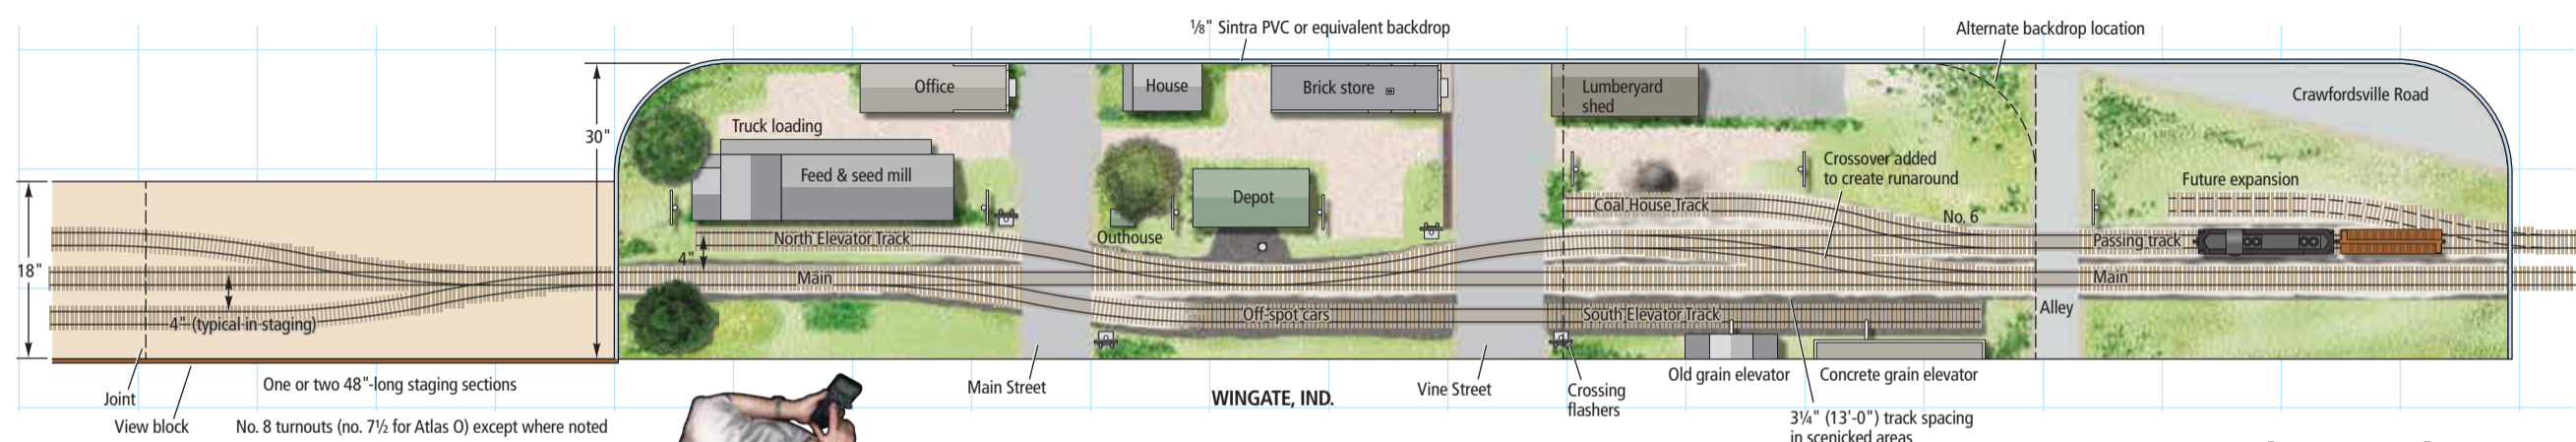 ⅛" Sintra PVC or equivalent backdrop
Alternate backdrop location
Office
House
Brick store
Lumberyard
shed
Crawfordsville Road
30"
Truck loading
Feed & seed mill
Depot
Crossover added
to create runaround
Future expansion
Coal House Track
No. 6
Outhouse
North Elevator Track
Passing track
4"
18"
Main
Main
4" (typical in staging)
Off-spot cars
South Elevator Track
Alley
One or two 48"-long staging sections
Joint
View block
No. 8 turnouts (no. 7½ for Atlas O) except where noted
Main Street
WINGATE, IND.
Vine Street
Crossing
flashers
Old grain elevator
Concrete grain elevator
3¼" (13'-0") track spacing
in scenicked areas